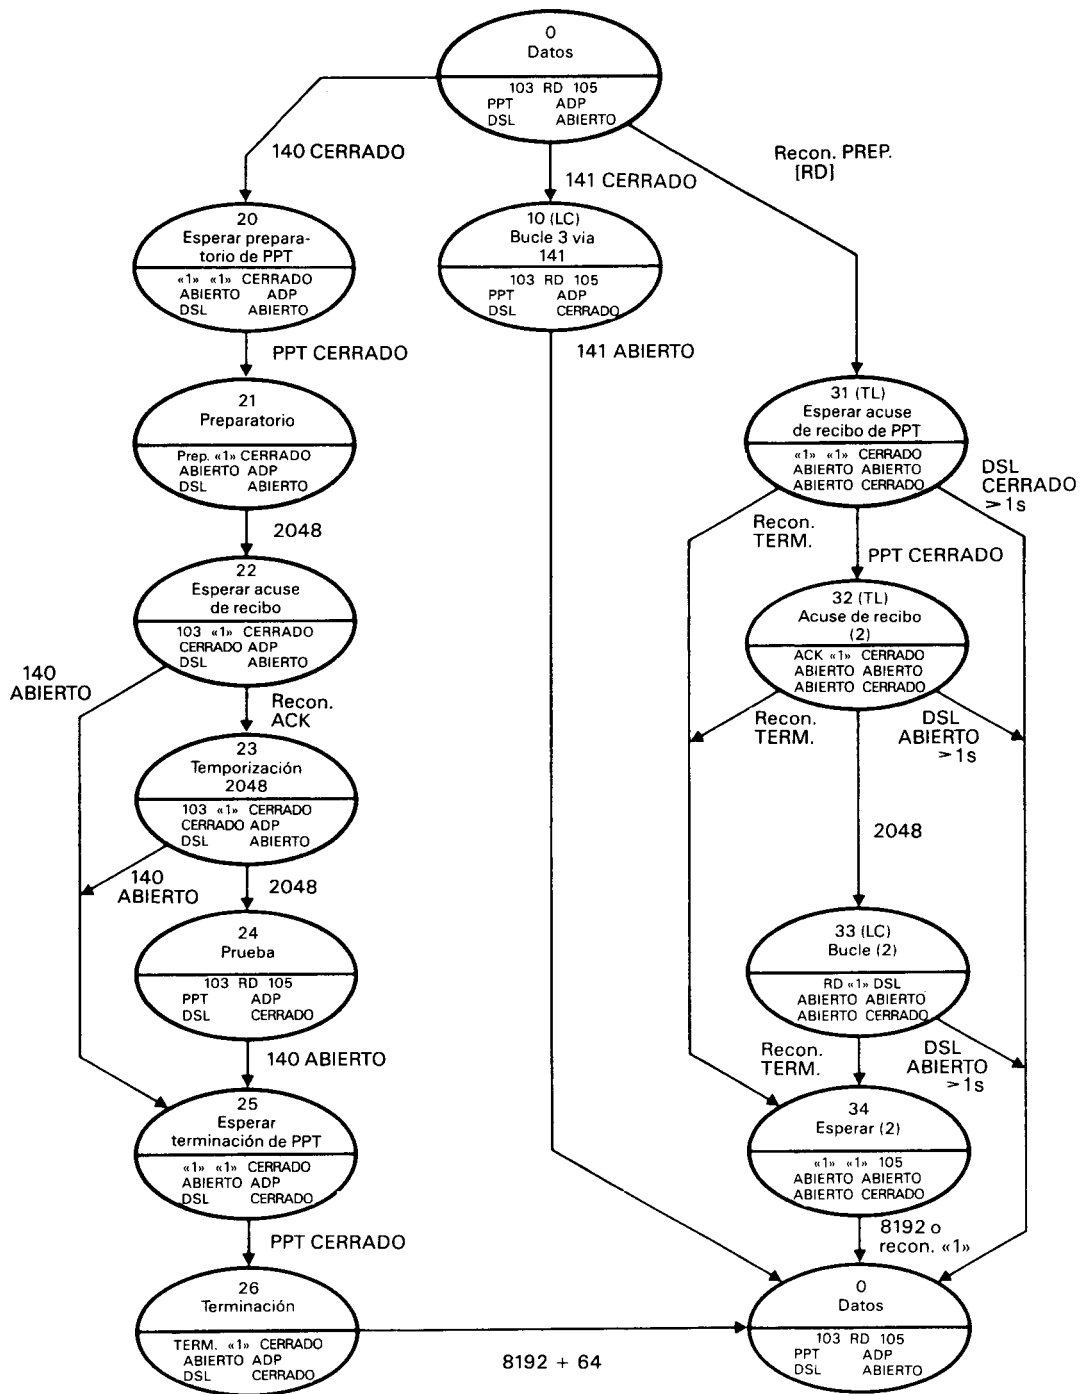 0
Datos
103 RD 105
PPT ADP
DSL ABIERTO
140 CERRADO
141 CERRADO
Recon. PREP.
[RD]
20
Esperar prepara-
torio de PPT
«1» «1» CERRADO
ABIERTO ADP
DSL ABIERTO
10 (LC)
Bucle 3 via
141
103 RD 105
PPT ADP
DSL CERRADO
PPT CERRADO
141 ABIERTO
21
Preparatorio
Prep. «1» CERRADO
ABIERTO ADP
DSL ABIERTO
31 (TL)
Esperar acuse
de recibo de PPT
«1» «1» CERRADO
ABIERTO ABIERTO
ABIERTO CERRADO
DSL
CERRADO
> 1s
2048
Recon.
TERM.
PPT CERRADO
22
Esperar acuse
de recibo
103 «1» CERRADO
CERRADO ADP
DSL ABIERTO
32 (TL)
Acuse de recibo
(2)
ACK «1» CERRADO
ABIERTO ABIERTO
ABIERTO CERRADO
140
ABIERTO
Recon.
ACK
Recon.
TERM.
DSL
ABIERTO
> 1s
23
Temporización
2048
103 «1» CERRADO
CERRADO ADP
DSL ABIERTO
2048
140
ABIERTO
2048
24
Prueba
103 RD 105
PPT ADP
DSL CERRADO
33 (LC)
Bucle (2)
RD «1» DSL
ABIERTO ABIERTO
ABIERTO CERRADO
140 ABIERTO
Recon.
TERM.
DSL
ABIERTO
> 1s
25
Esperar
terminación de PPT
«1» «1» CERRADO
ABIERTO ADP
DSL CERRADO
34
Esperar (2)
«1» «1» 105
ABIERTO ABIERTO
ABIERTO CERRADO
PPT CERRADO
8192 o
recon. «1»
26
Terminación
TERM. «1» CERRADO
ABIERTO ADP
DSL CERRADO
8192 + 64
0
Datos
103 RD 105
PPT ADP
DSL ABIERTO